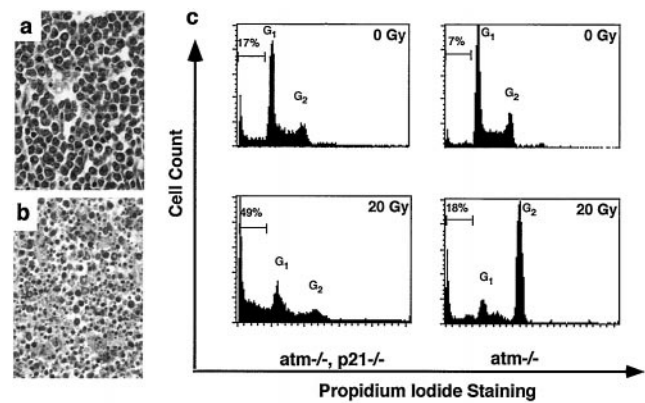 a
b
c
Cell Count
G1
17%
G2
0 Gy
G1
7%
G2
0 Gy
49%
G1
G2
20 Gy
18%
G1
G2
20 Gy
atm-/-, p21-/-
atm-/-
Propidium Iodide Staining